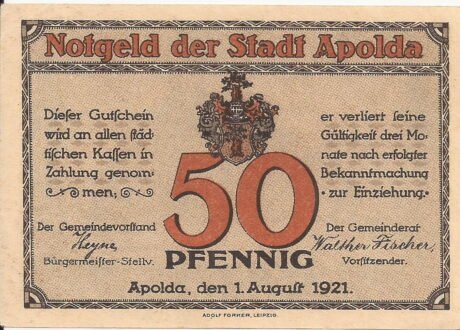 Notgeld der Stadt Apolda
Dieser Gutschein
wird an allen städ-
tischen Kassen in
Zahlung genom-
men;
er verliert seine
Gültigkeit drei Mo-
nate nach erfolgter
Bekanntmachung
zur Einziehung.
50
PFENNIG
Der Gemeindevorstand
Heyne
Bürgermeister-Stellv.
Der Gemeinderat
Walther Fischer,
Vorsitzender.
Apolda, den 1. August 1921.
ADOLF FORKER, LEIPZIG.